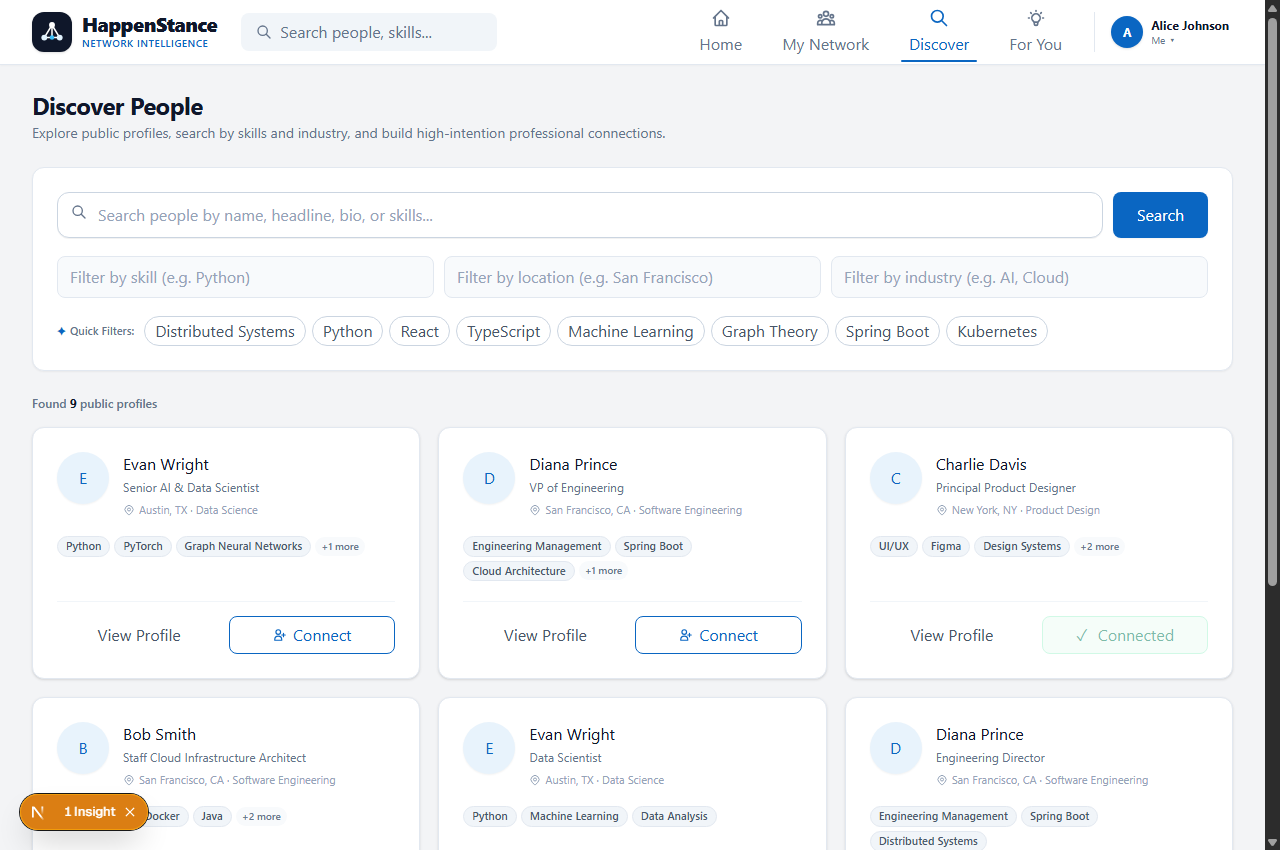 HappenStance
NETWORK INTELLIGENCE
Search people, skills...
Home
My Network
Discover
For You
A
Alice Johnson
Me
Discover People
Explore public profiles, search by skills and industry, and build high-intention professional connections.
Search people by name, headline, bio, or skills...
Search
Filter by skill (e.g. Python)
Filter by location (e.g. San Francisco)
Filter by industry (e.g. AI, Cloud)
✦ Quick Filters: Distributed Systems Python React TypeScript Machine Learning Graph Theory Spring Boot Kubernetes
Found 9 public profiles
E
Evan Wright
Senior AI & Data Scientist
Austin, TX · Data Science
Python PyTorch Graph Neural Networks +1 more
View Profile Connect
D
Diana Prince
VP of Engineering
San Francisco, CA · Software Engineering
Engineering Management Spring Boot
Cloud Architecture +1 more
View Profile Connect
C
Charlie Davis
Principal Product Designer
New York, NY · Product Design
UI/UX Figma Design Systems +2 more
View Profile ✓ Connected
B
Bob Smith
Staff Cloud Infrastructure Architect
San Francisco, CA · Software Engineering
Docker Java +2 more
E
Evan Wright
Data Scientist
Austin, TX · Data Science
Python Machine Learning Data Analysis
D
Diana Prince
Engineering Director
San Francisco, CA · Software Engineering
Engineering Management Spring Boot
Distributed Systems
N 1 Insight ×